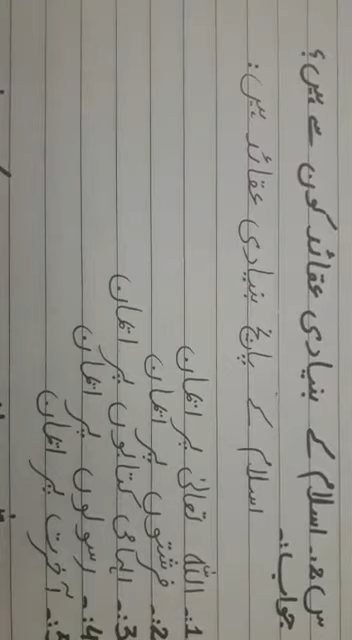 س2۔ اسلام کے بنیادی عقائد کون سے ہیں؟
جواب:۔
اسلام کے پانچ بنیادی عقائد ہیں:
1۔ اللہ تعالیٰ پر ایمان
2۔ فرشتوں پر ایمان
3۔ الہامی کتابوں پر ایمان
4۔ رسولوں پر ایمان
5۔ آخرت پر ایمان